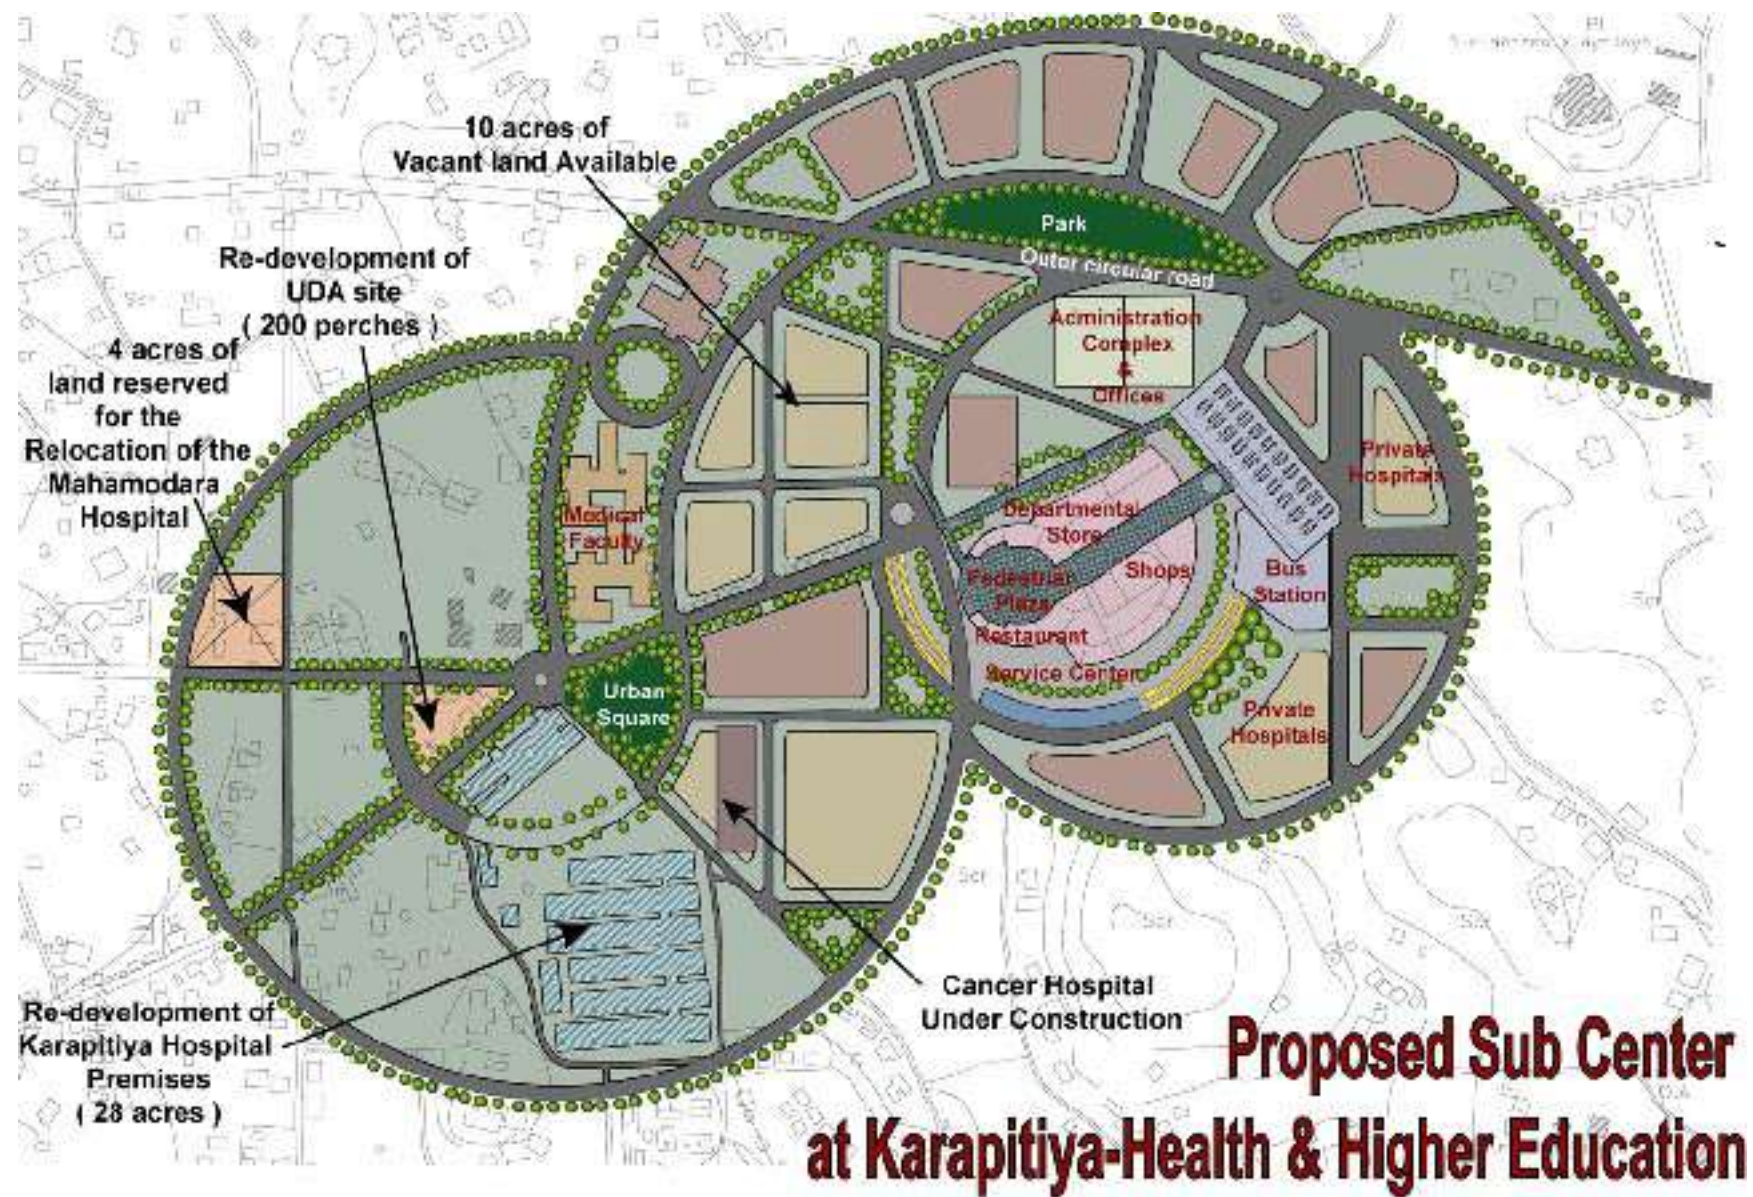 10 acres of
Vacant land Available
Re-development of
UDA site
( 200 perches )
4 acres of
land reserved
for the
Relocation of the
Mahamodara
Hospital
Park
Outer circular road
Administration
Complex
&
Offices
Private
Hospitals
Medical
Faculty
Departmental
Store
Shops
Bus
Station
Pedestrian
Plaza
Restaurant
Service Center
Urban
Square
Private
Hospitals
Cancer Hospital
Under Construction
Re-development of
Karapitiya Hospital
Premises
( 28 acres )
Proposed Sub Center
at Karapitiya-Health & Higher Education